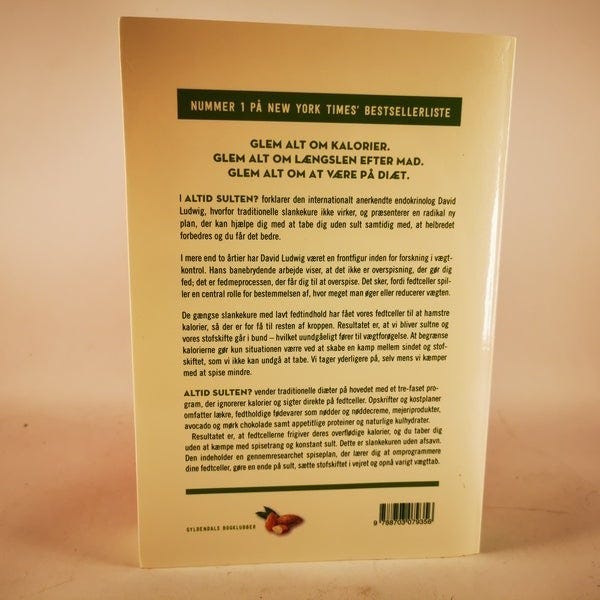 NUMMER 1 PÅ NEW YORK TIMES' BESTSELLERLISTE
GLEM ALT OM KALORIER.
GLEM ALT OM LÆNGSLEN EFTER MAD.
GLEM ALT OM AT VÆRE PÅ DIÆT.
I ALTID SULTEN? forklarer den internationalt anerkendte endokrinolog David
Ludwig, hvorfor traditionelle slankekure ikke virker, og præsenterer en radikal ny
plan, der kan hjælpe dig med at tabe dig uden sult samtidig med, at helbredet
forbedres og du får det bedre.
I mere end to årtier har David Ludwig været en frontfigur inden for forskning i vægt-
kontrol. Hans banebrydende arbejde viser, at det ikke er overspisning, der gør dig
fed; det er fedmeprocessen, der får dig til at overspise. Det sker, fordi fedtceller spil-
ler en central rolle for bestemmelsen af, hvor meget man øger eller reducerer vægten.
De gængse slankekure med lavt fedtindhold har fået vores fedtceller til at hamstre
kalorier, så der er for få til resten af kroppen. Resultatet er, at vi bliver sultne og
vores stofskifte går i bund – hvilket uundgåeligt fører til vægtforøgelse. At begrænse
kalorierne gør kun situationen værre ved at skabe en kamp mellem sindet og stof-
skiftet, som vi ikke kan undgå at tabe. Vi tager yderligere på, selv mens vi kæmper
med at spise mindre.
ALTID SULTEN? vender traditionelle diæter på hovedet med et tre-faset pro-
gram, der ignorerer kalorier og sigter direkte på fedtceller. Opskrifter og kostplaner
omfatter lækre, fedtholdige fødevarer som nødder og nøddecreme, mejeriprodukter,
avocado og mørk chokolade samt appetitlige proteiner og naturlige kulhydrater.
Resultatet er, at fedtcellerne frigiver deres overflødige kalorier, og du taber dig
uden at kæmpe med spisetrang og konstant sult. Dette er slankekuren uden afsavn.
Den indeholder en gennemresearchet spiseplan, der lærer dig at omprogrammere
dine fedtceller, gøre en ende på sult, sætte stofskiftet i vejret og opnå varigt vægttab.
GYLDENDALS BOGKLUBBER
9 788703 079356